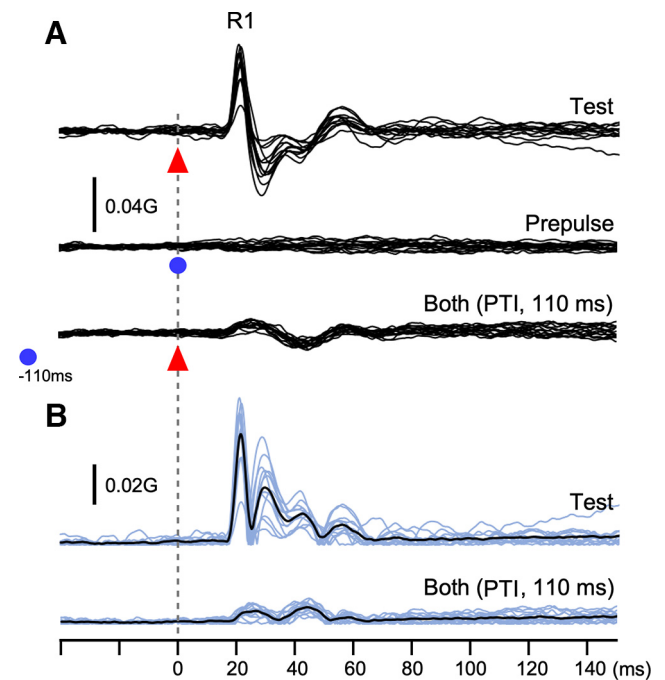 A
R1
Test
0.04G
Prepulse
Both (PTI, 110 ms)
-110ms
B
0.02G
Test
Both (PTI, 110 ms)
0 20 40 60 80 100 120 140 (ms)